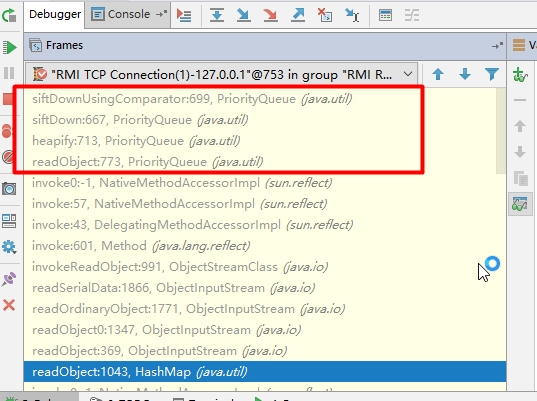 Debugger Console
Frames Va
"RMI TCP Connection(1)-127.0.0.1"@753 in group "RMI R...
siftDownUsingComparator:699, PriorityQueue (java.util)
siftDown:667, PriorityQueue (java.util)
heapify:713, PriorityQueue (java.util)
readObject:773, PriorityQueue (java.util)
invoke0:-1, NativeMethodAccessorImpl (sun.reflect)
invoke:57, NativeMethodAccessorImpl (sun.reflect)
invoke:43, DelegatingMethodAccessorImpl (sun.reflect)
invoke:601, Method (java.lang.reflect)
invokeReadObject:991, ObjectStreamClass (java.io)
readSerialData:1866, ObjectInputStream (java.io)
readOrdinaryObject:1771, ObjectInputStream (java.io)
readObject0:1347, ObjectInputStream (java.io)
readObject:369, ObjectInputStream (java.io)
readObject:1043, HashMap (java.util)